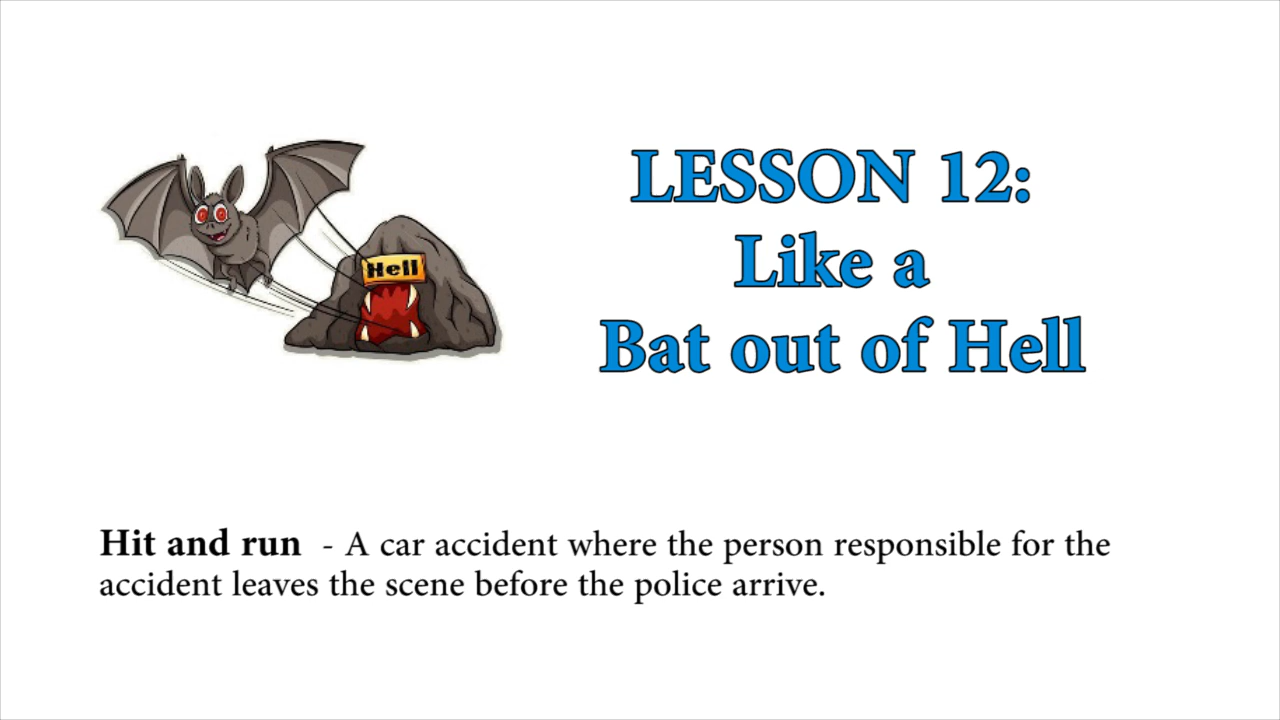 Hell
LESSON 12:
Like a
Bat out of Hell
Hit and run - A car accident where the person responsible for the
accident leaves the scene before the police arrive.